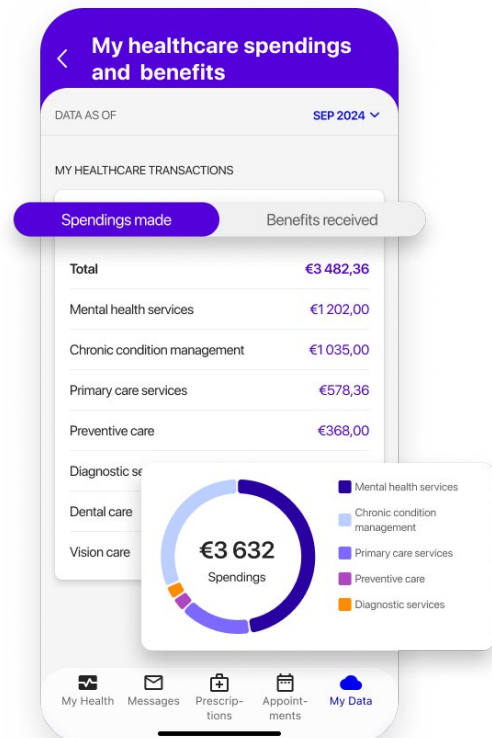 My healthcare spendings
and benefits
DATA AS OF
SEP 2024
MY HEALTHCARE TRANSACTIONS
Spendings made
Benefits received
Total
€3 482,36
Mental health services
€1 202,00
Chronic condition management
€1 035,00
Primary care services
€578,36
Preventive care
€368,00
Diagnostic se
Dental care
Vision care
€3 632
Spendings
Mental health services
Chronic condition
management
Primary care services
Preventive care
Diagnostic services
My Health
Messages
Prescrip-
tions
Appoint-
ments
My Data